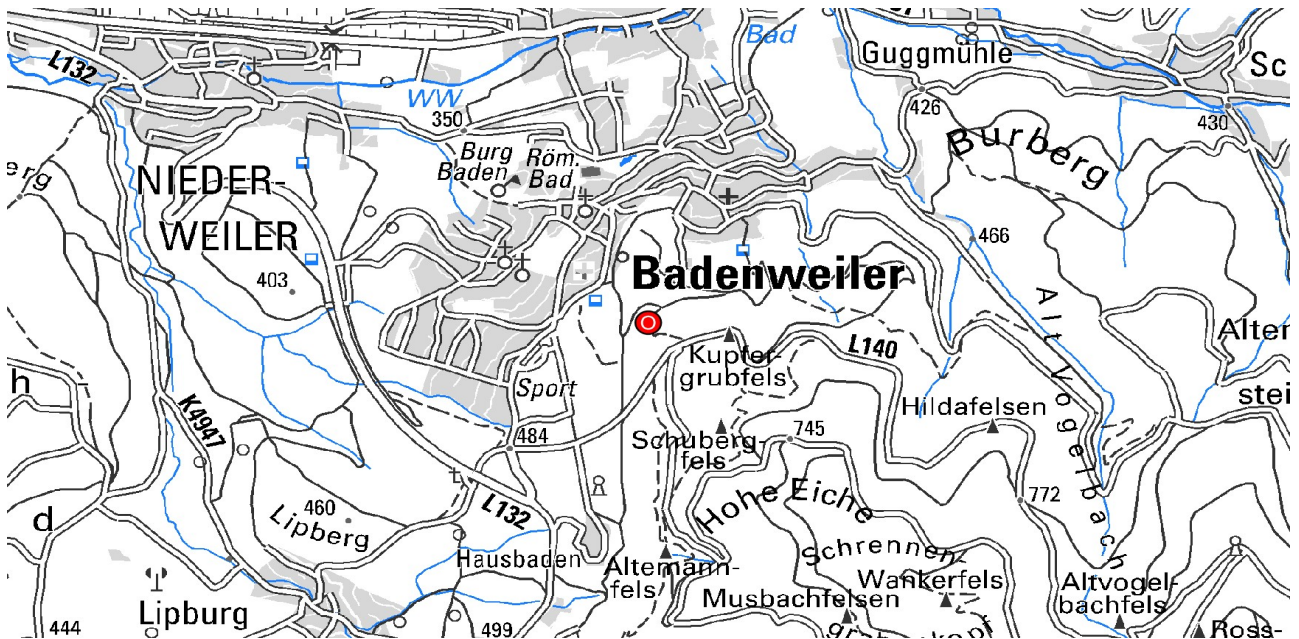 Bad
Guggmühle
Sc
L132
WW
426
430
350
Burberg
Burg
Baden
Röm.
Bad
erg
NIEDER-
WEILER
466
403
Badenweiler
Altvogelbach
Alter
stei
L140
Kupfer-
grubfels
h
Sport
K4947
Hildafelsen
484
Schuberg-
fels
745
460
Lipberg
L132
Hohe Eiche
772
d
Hausbaden
Altemann-
fels
Schrennen-
Wankerfels
Altvogel-
bachfels
Musbachfelsen
Lipburg
444
499
Ross-